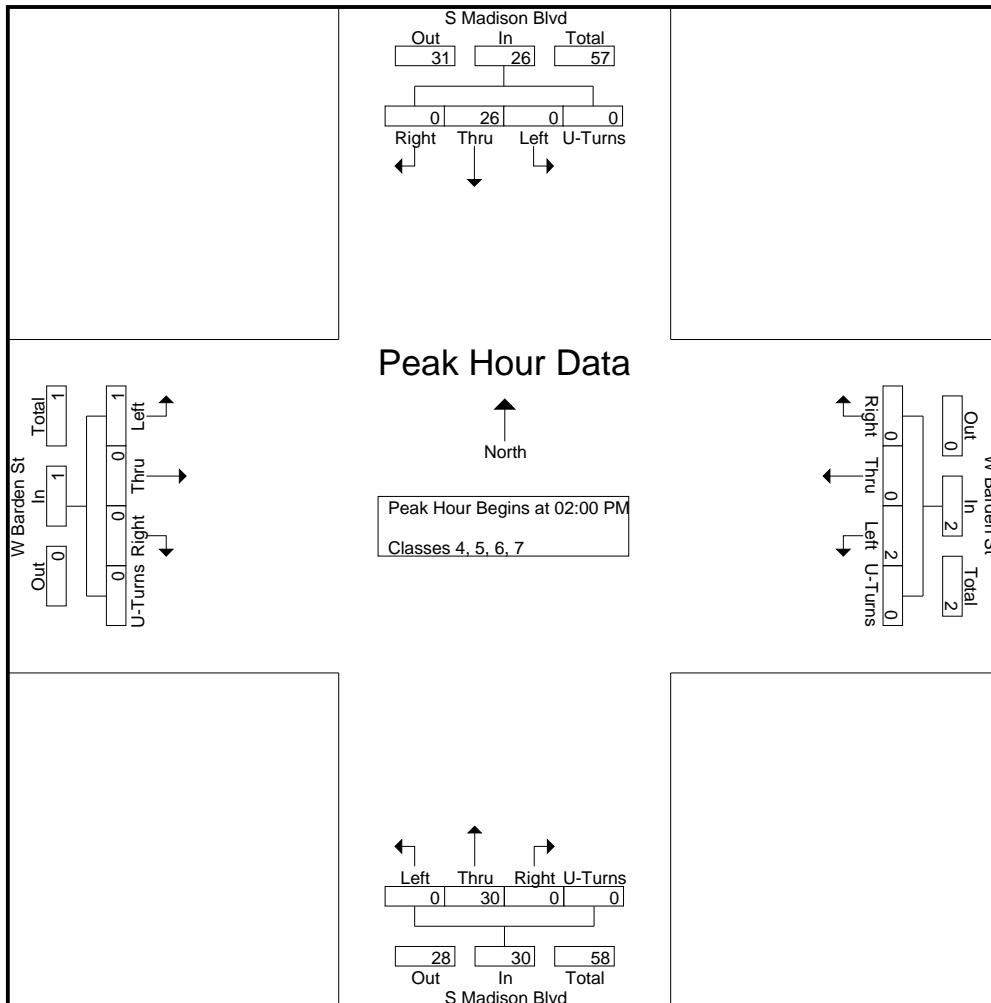 S Madison Blvd
Out In Total
31 26 57
0 26 0 0
Right Thru Left U-Turns
Peak Hour Data
North
Peak Hour Begins at 02:00 PM
Classes 4, 5, 6, 7
W Barden St
Out In Total
0 1 1
0 0 0 1
U-Turns Right Thru Left
W Barden St
Out In Total
0 2 2
0 0 2 0
Right Thru Left U-Turns
Left Thru Right U-Turns
0 30 0 0
28 30 58
Out In Total
S Madison Blvd